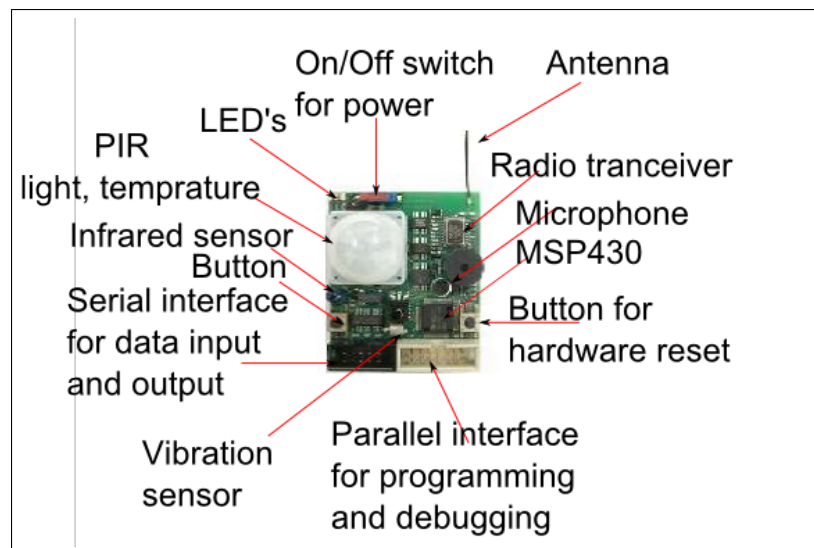 On/Off switch
for power
Antenna
LED's
PIR
light, temprature
Radio tranceiver
Infrared sensor
Microphone
Button
MSP430
Serial interface
for data input
and output
Button for
hardware reset
Vibration
sensor
Parallel interface
for programming
and debugging